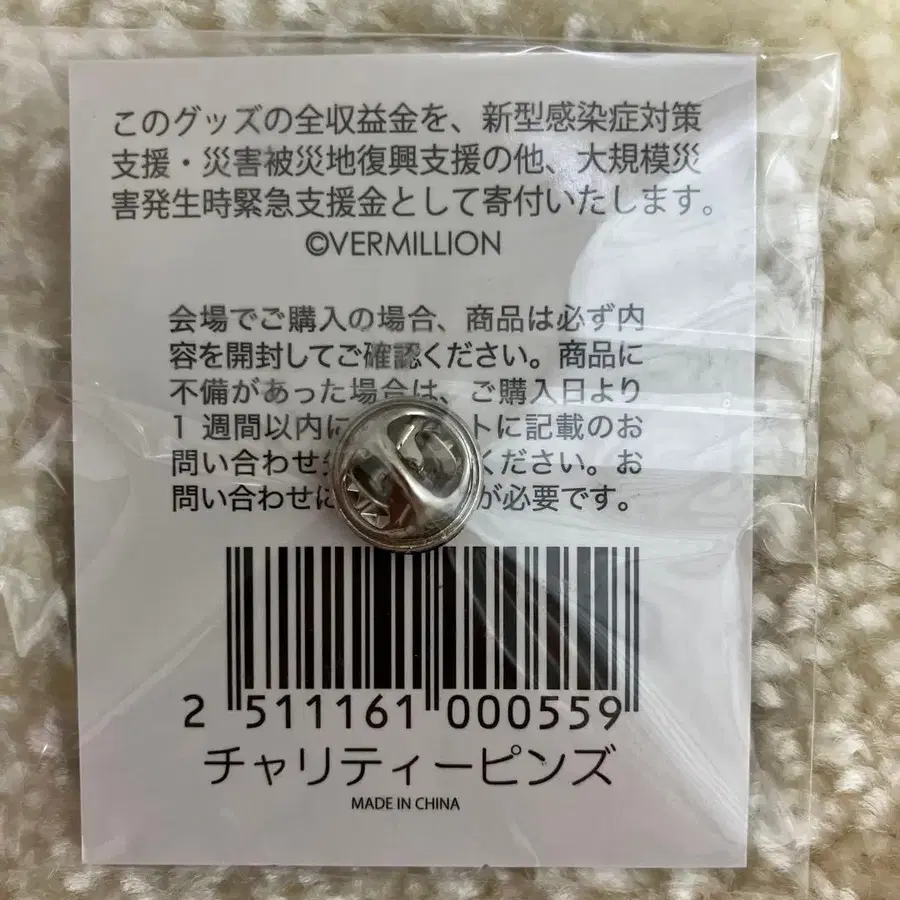 このグッズの全収益金を、新型感染症対策
支援・災害被災地復興支援の他、大規模災
害発生時緊急支援金として寄付いたします。
©VERMILLION
会場でご購入の場合、商品は必ず内
容を開封してご確認ください。商品に
不備があった場合は、ご購入日より
1 週間以内に トに記載のお
問い合わせ ください。お
問い合わせに が必要です。
2 511161 000559
チャリティーピンズ
MADE IN CHINA